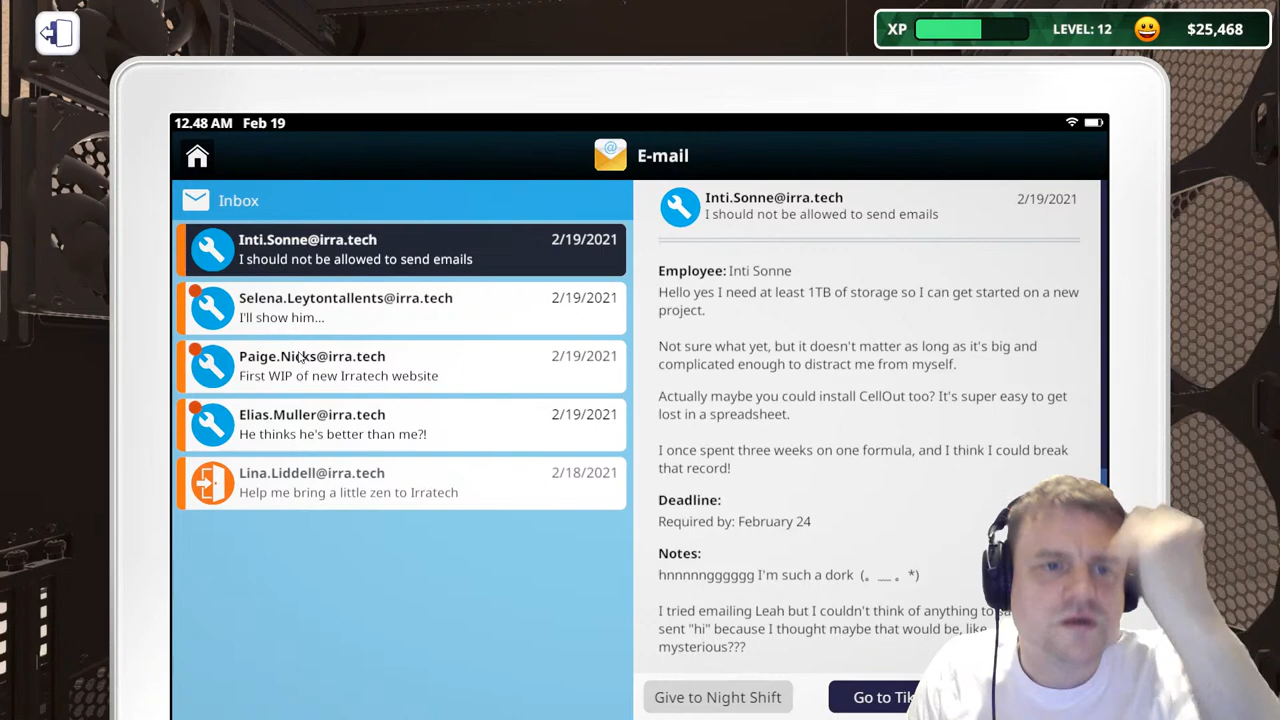 XP
LEVEL: 12
$25,468
12.48 AM Feb 19
E-mail
Inbox
Inti.Sonne@irra.tech
2/19/2021
I should not be allowed to send emails
Selena.Leytontallents@irra.tech
2/19/2021
I'll show him...
Paige.Nicks@irra.tech
2/19/2021
First WIP of new Irratech website
Elias.Muller@irra.tech
2/19/2021
He thinks he's better than me?!
Lina.Liddell@irra.tech
2/18/2021
Help me bring a little zen to Irratech
Inti.Sonne@irra.tech
2/19/2021
I should not be allowed to send emails
Employee: Inti Sonne
Hello yes I need at least 1TB of storage so I can get started on a new
project.
Not sure what yet, but it doesn't matter as long as it's big and
complicated enough to distract me from myself.
Actually maybe you could install CellOut too? It's super easy to get
lost in a spreadsheet.
I once spent three weeks on one formula, and I think I could break
that record!
Deadline:
Required by: February 24
Notes:
hnnnnngggggg I'm such a dork (。__。*)
I tried emailing Leah but I couldn't think of anything to
sent "hi" because I thought maybe that would be, like
mysterious???
Give to Night Shift
Go to